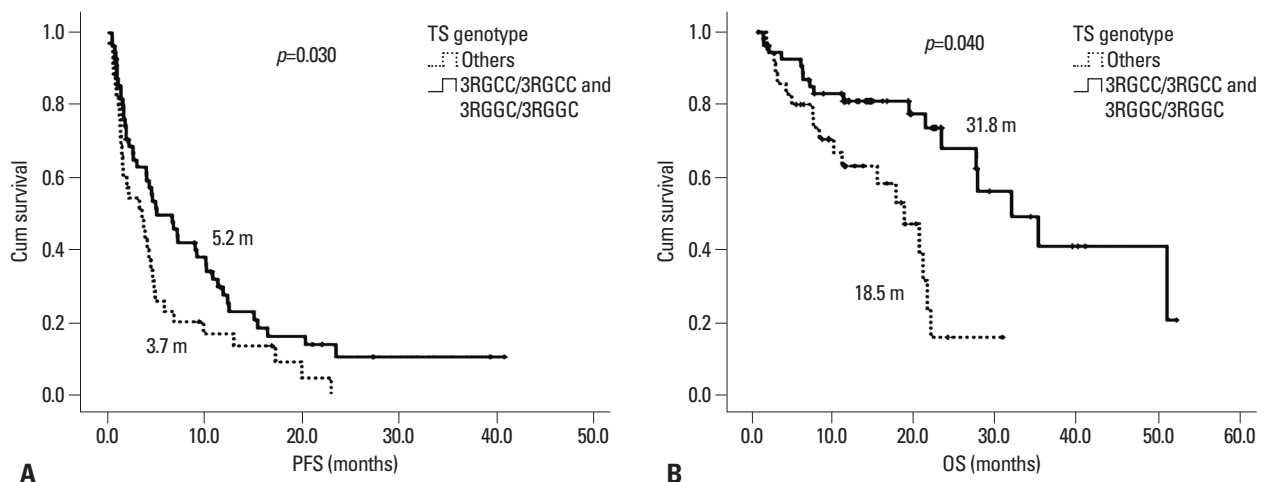 1.0
0.8
0.6
0.4
0.2
0.0
Cum survival
p=0.030
TS genotype
Others
3RGCC/3RGCC and
3RGGC/3RGGC
5.2 m
3.7 m
0.0 10.0 20.0 30.0 40.0 50.0
PFS (months)
A
1.0
0.8
0.6
0.4
0.2
0.0
Cum survival
p=0.040
TS genotype
Others
3RGCC/3RGCC and
3RGGC/3RGGC
31.8 m
18.5 m
0.0 10.0 20.0 30.0 40.0 50.0 60.0
OS (months)
B